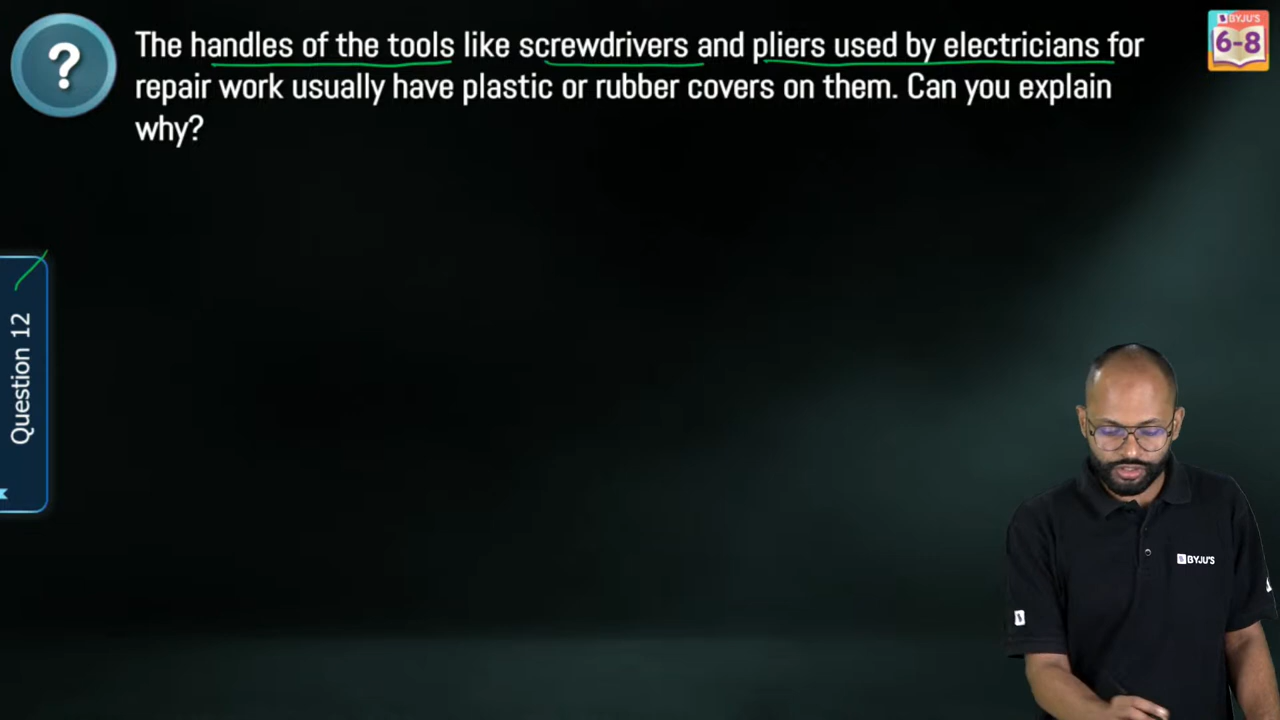 The handles of the tools like screwdrivers and pliers used by electricians for
repair work usually have plastic or rubber covers on them. Can you explain
why?
?
BYJU'S
6-8
Question 12
BYJU'S